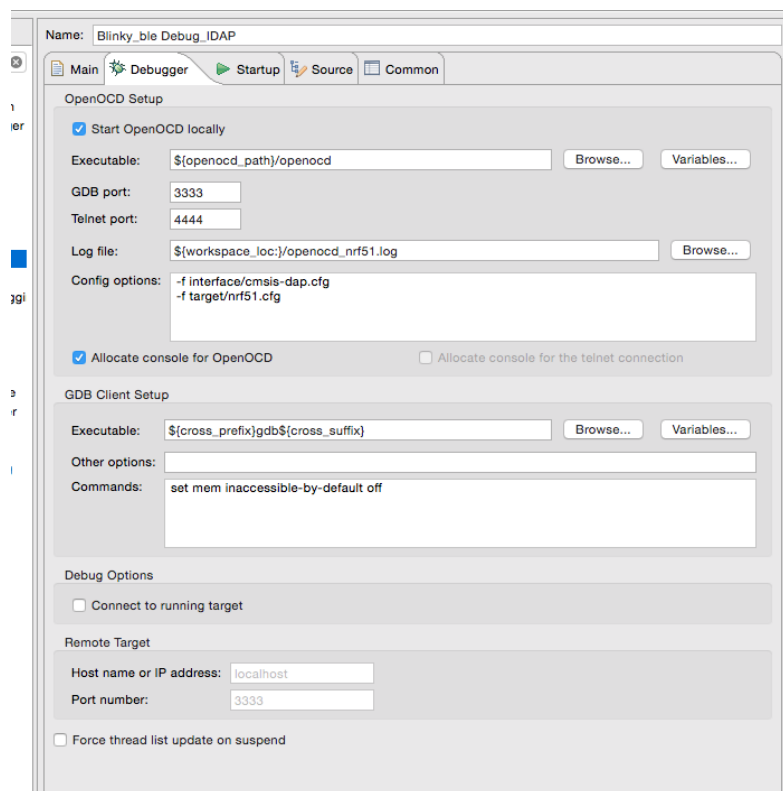 Name: Blinky_ble Debug_IDAP
Main Debugger Startup Source Common
OpenOCD Setup
Start OpenOCD locally
Executable: ${openocd_path}/openocd Browse... Variables...
GDB port: 3333
Telnet port: 4444
Log file: ${workspace_loc:}/openocd_nrf51.log Browse...
Config options: -f interface/cmsis-dap.cfg
-f target/nrf51.cfg
Allocate console for OpenOCD Allocate console for the telnet connection
GDB Client Setup
Executable: ${cross_prefix}gdb${cross_suffix} Browse... Variables...
Other options:
Commands: set mem inaccessible-by-default off
Debug Options
Connect to running target
Remote Target
Host name or IP address: localhost
Port number: 3333
Force thread list update on suspend